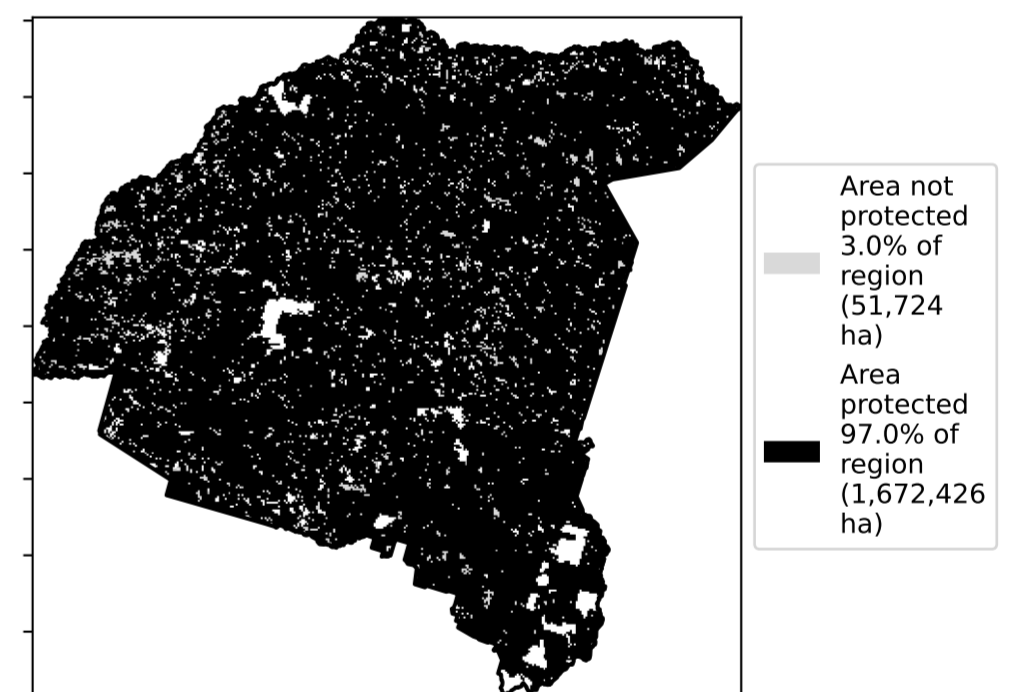 Area not
protected
3.0% of
region
(51,724
ha)
Area
protected
97.0% of
region
(1,672,426
ha)